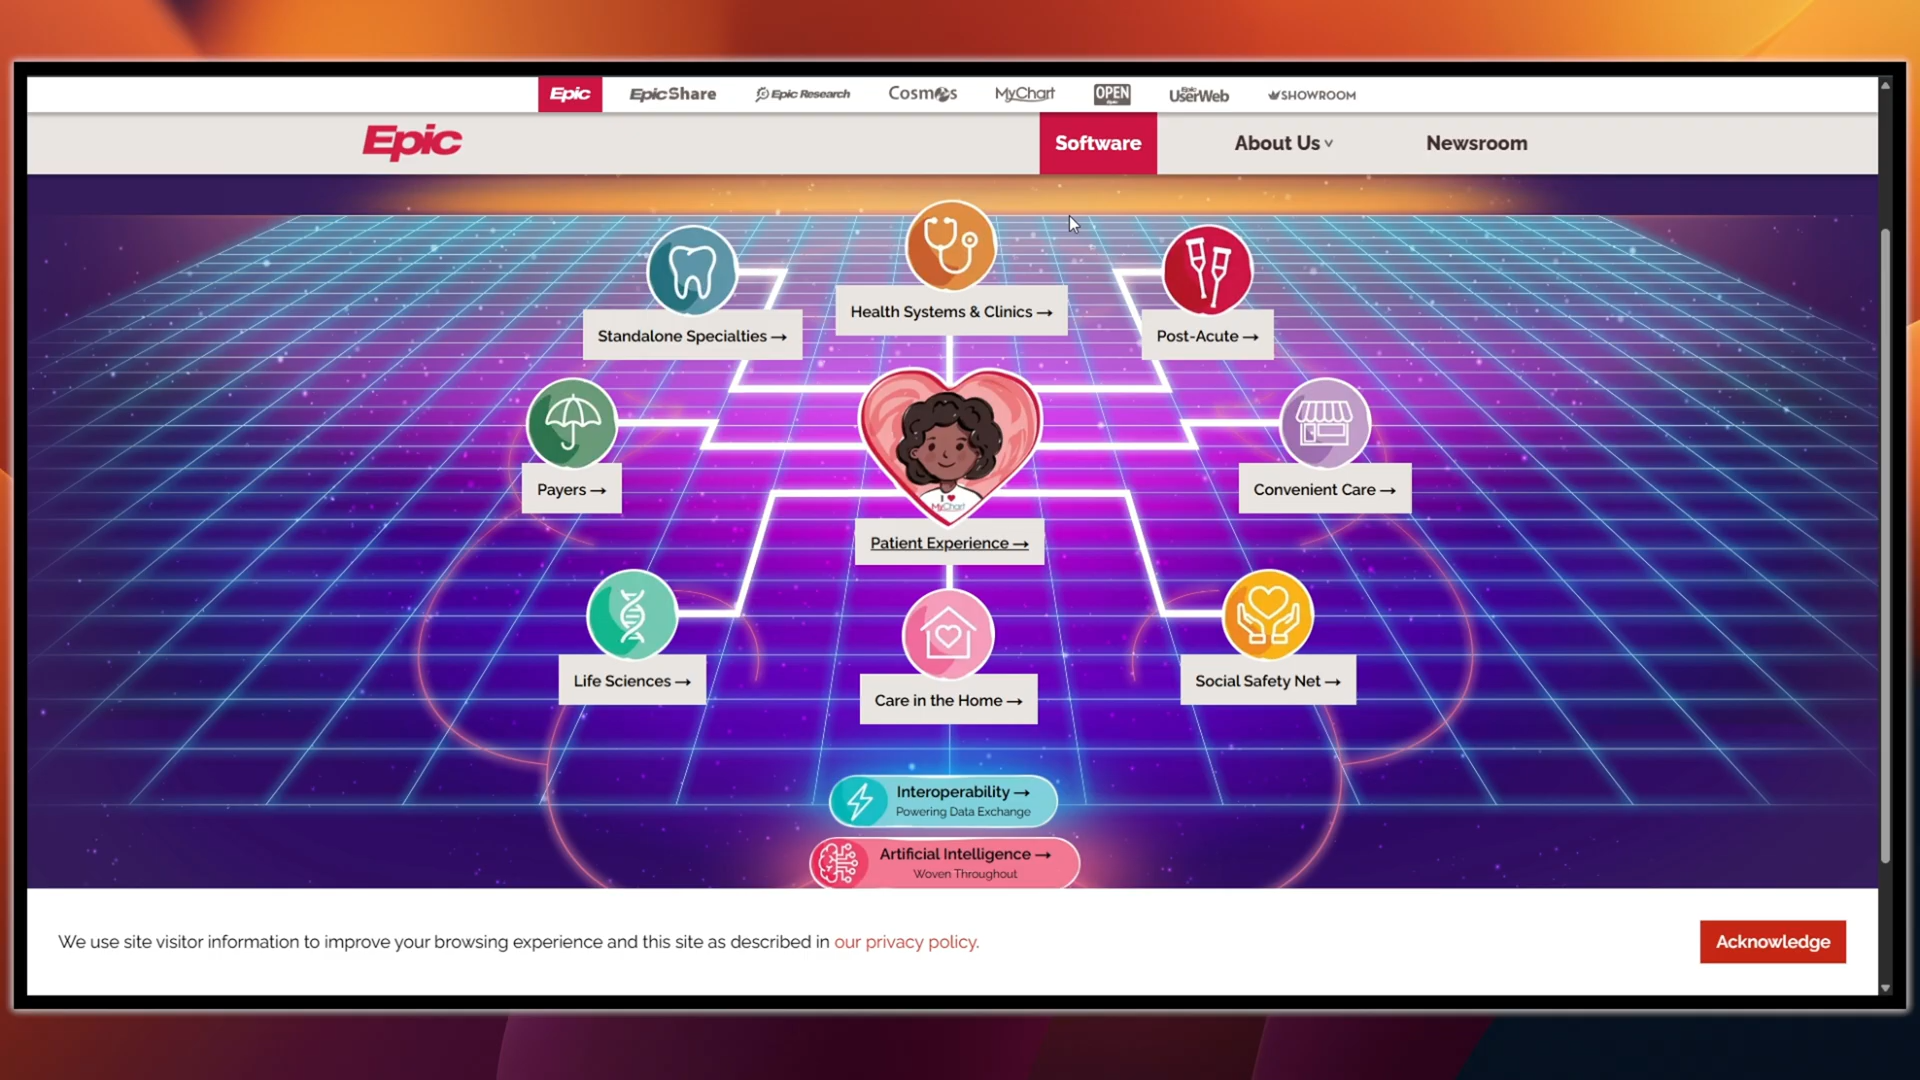 Epic EpicShare Epic Research Cosmos MyChart OPEN Epic UserWeb SHOWROOM
Epic Software About Us Newsroom
Health Systems & Clinics →
Standalone Specialties →
Post-Acute →
I ♥
MyChart
Payers →
Convenient Care →
Patient Experience →
Life Sciences →
Care in the Home →
Social Safety Net →
Interoperability →
Powering Data Exchange
Artificial Intelligence →
Woven Throughout
We use site visitor information to improve your browsing experience and this site as described in our privacy policy.
Acknowledge